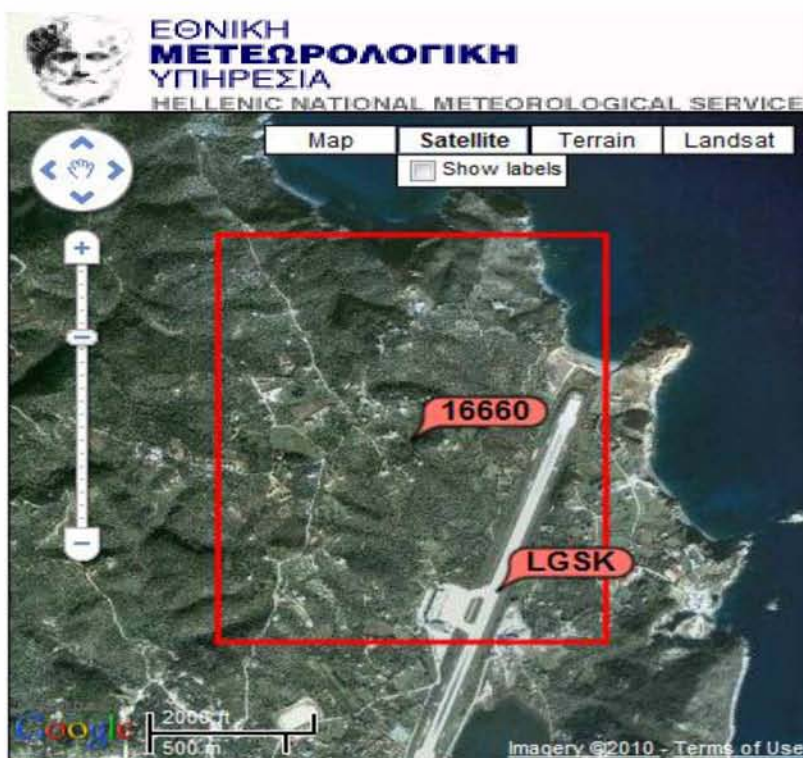 ΕΘΝΙΚΗ
ΜΕΤΕΩΡΟΛΟΓΙΚΗ
ΥΠΗΡΕΣΙΑ
HELLENIC NATIONAL METEOROLOGICAL SERVICE
Map Satellite Terrain Landsat
Show labels
16660
LGSK
Google
2000 ft
500 m
Imagery ©2010 - Terms of Use